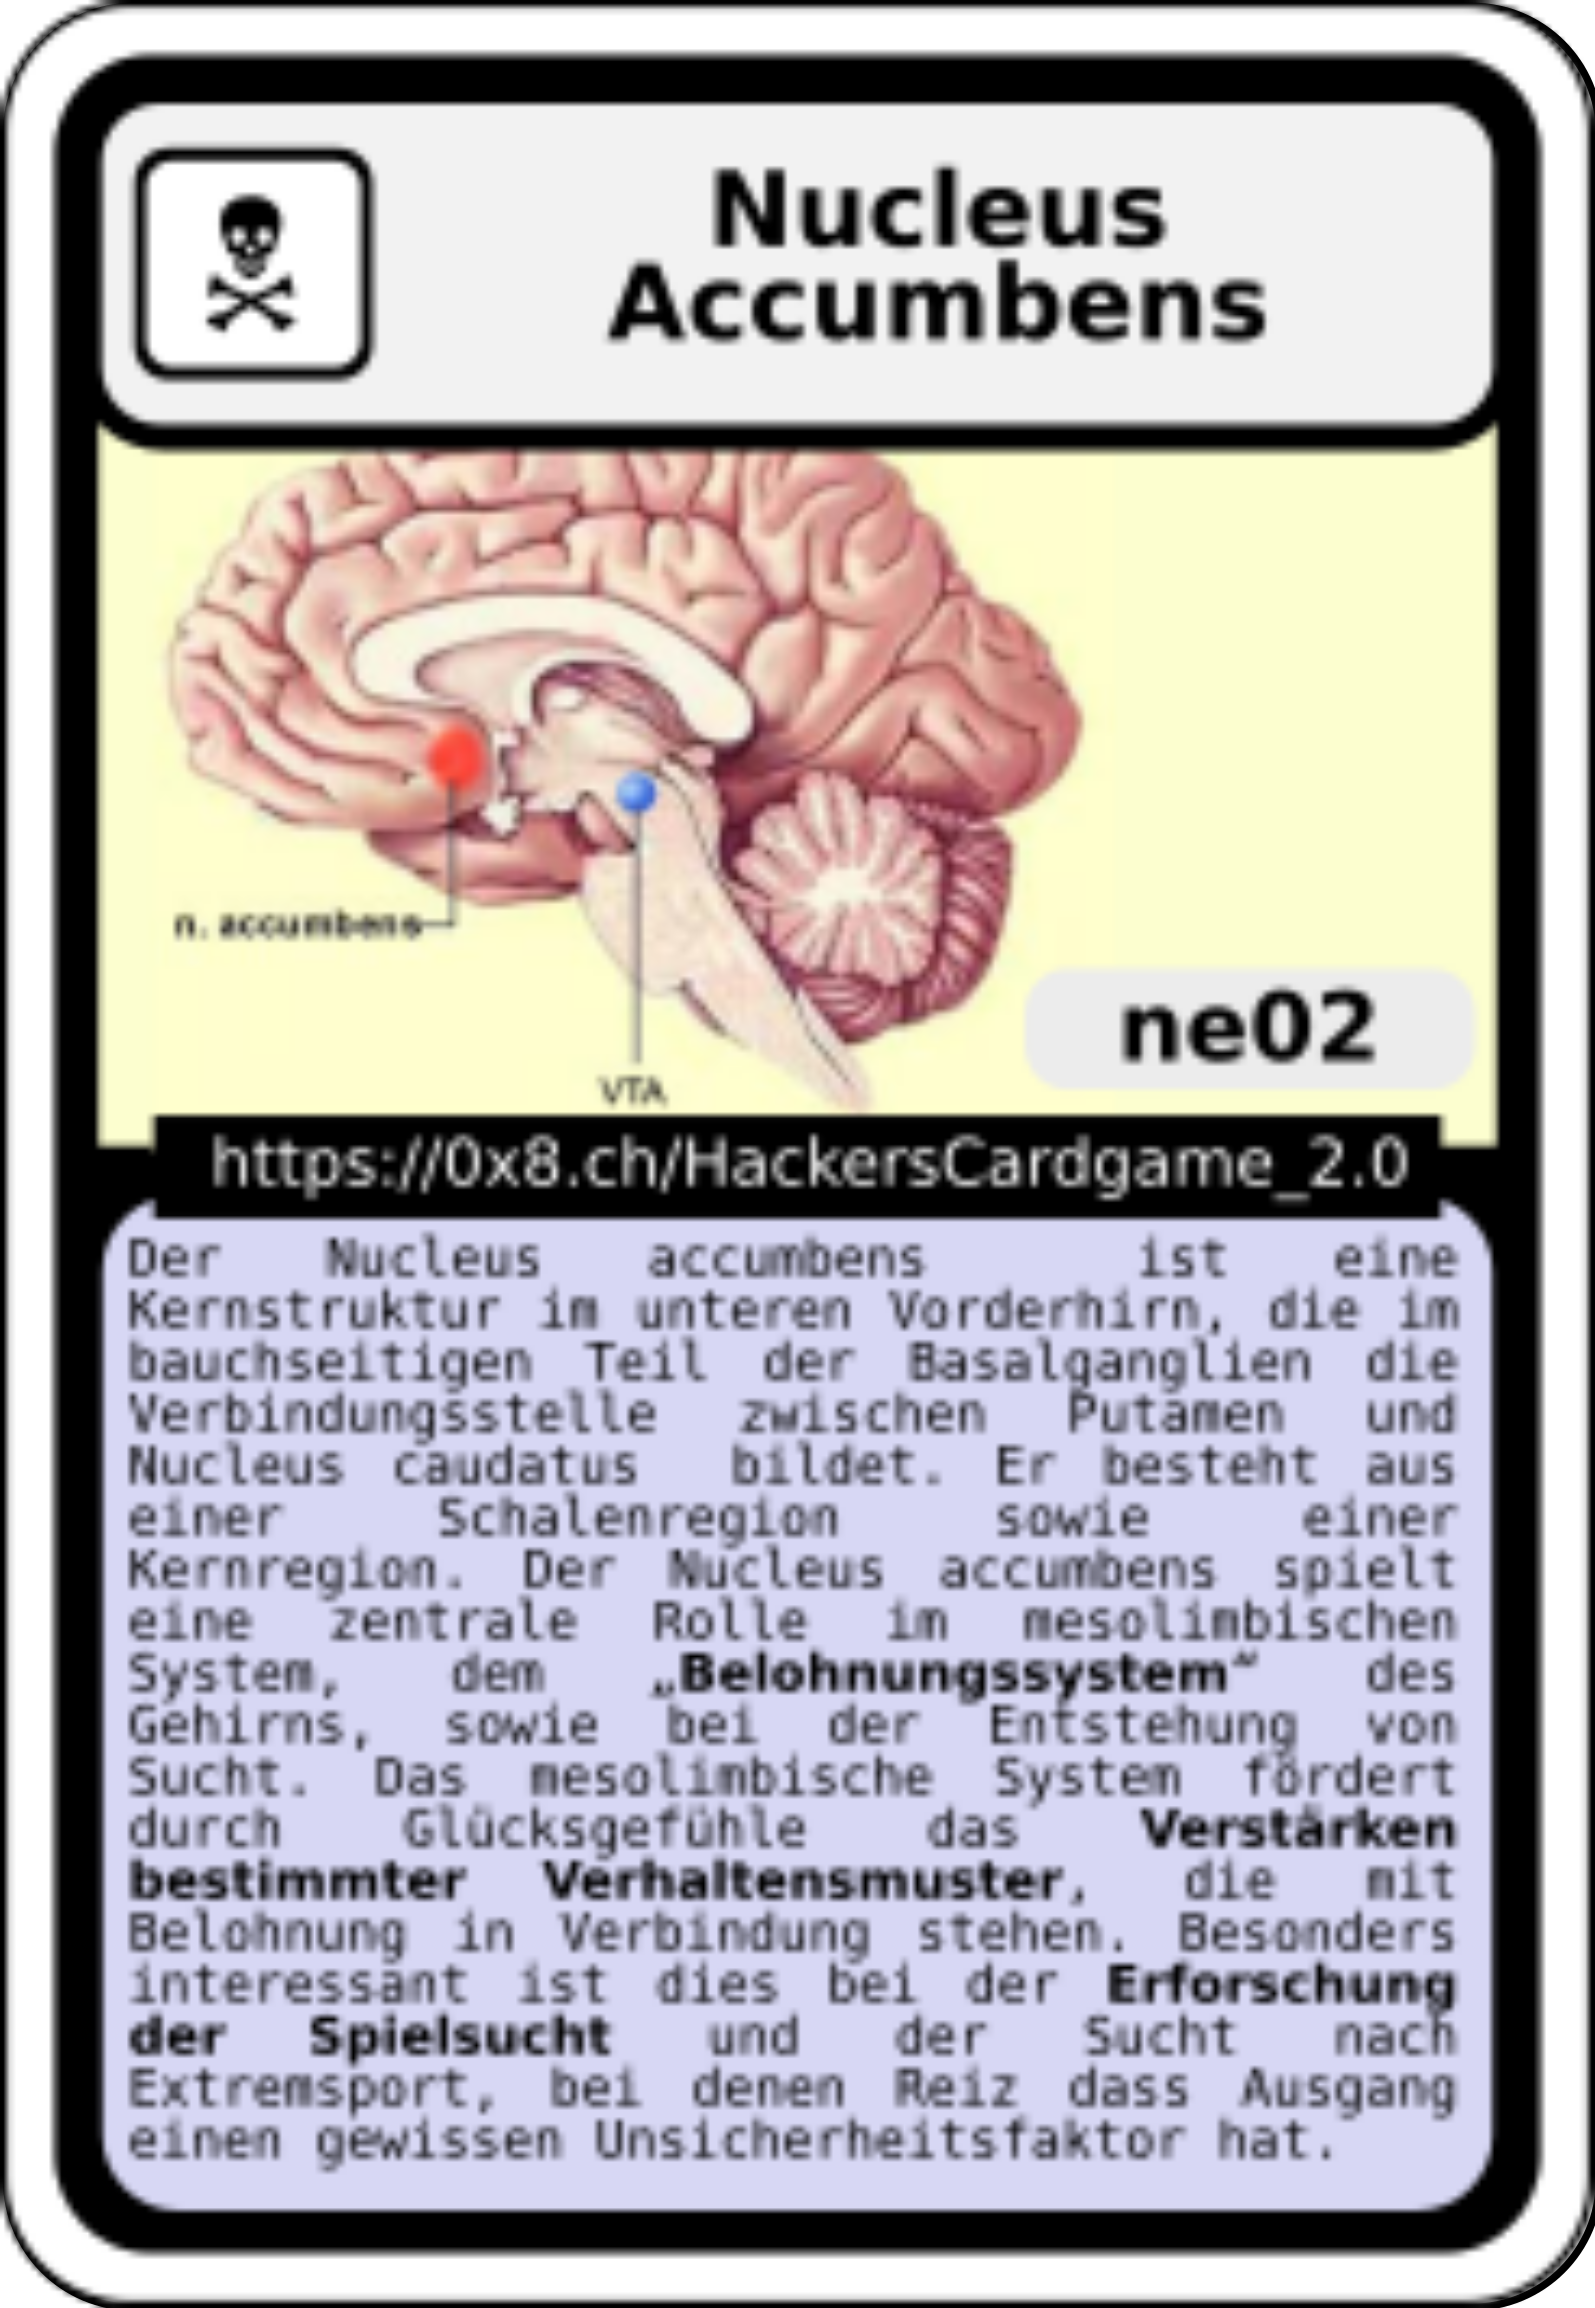 Nucleus
Accumbens
n. accumbens
VTA
ne02
https://0x8.ch/HackersCardgame_2.0
Der Nucleus accumbens ist eine
Kernstruktur im unteren Vorderhirn, die im
bauchseitigen Teil der Basalganglien die
Verbindungsstelle zwischen Putamen und
Nucleus caudatus bildet. Er besteht aus
einer Schalenregion sowie einer
Kernregion. Der Nucleus accumbens spielt
eine zentrale Rolle im mesolimbischen
System, dem „Belohnungssystem“ des
Gehirns, sowie bei der Entstehung von
Sucht. Das mesolimbische System fördert
durch Glücksgefühle das Verstärken
bestimmter Verhaltensmuster, die mit
Belohnung in Verbindung stehen. Besonders
interessant ist dies bei der Erforschung
der Spielsucht und der Sucht nach
Extremsport, bei denen Reiz dass Ausgang
einen gewissen Unsicherheitsfaktor hat.